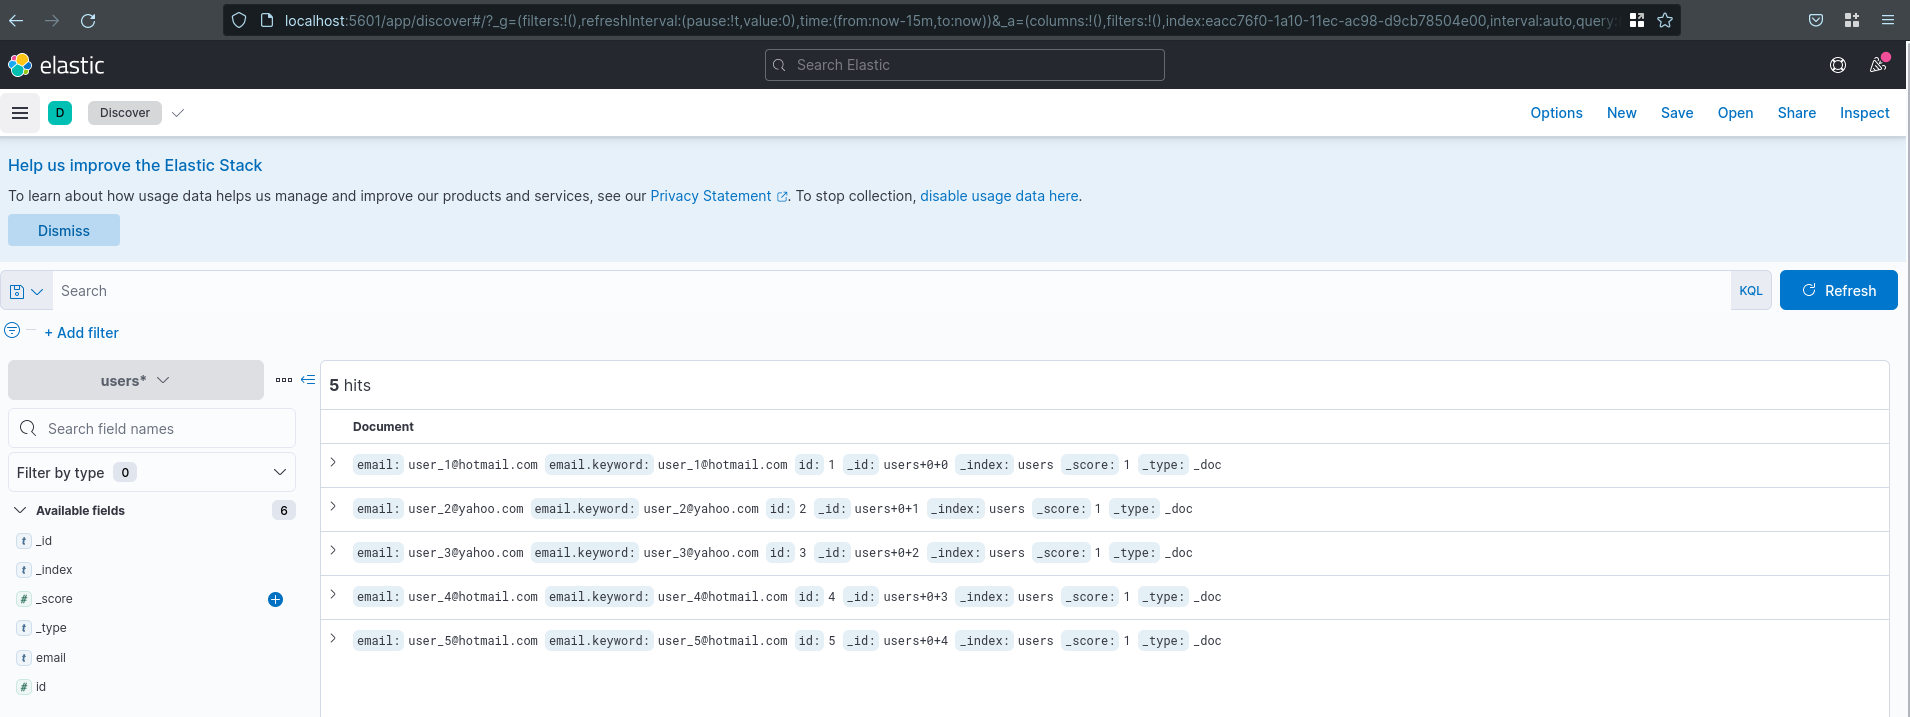 localhost:5601/app/discover#/?_g=(filters:!(),refreshInterval:(pause:!t,value:0),time:(from:now-15m,to:now))&_a=(columns:!(),filters:!(),index:eacc76f0-1a10-11ec-ac98-d9cb78504e00,interval:auto,query:
elastic
Search Elastic
D Discover Options New Save Open Share Inspect
Help us improve the Elastic Stack
To learn about how usage data helps us manage and improve our products and services, see our Privacy Statement. To stop collection, disable usage data here.
Dismiss
Search KQL Refresh
+ Add filter
users*
5 hits
Search field names
Document
Filter by type 0
email: user_1@hotmail.com email.keyword: user_1@hotmail.com id: 1 _id: users+0+0 _index: users _score: 1 _type: _doc
email: user_2@yahoo.com email.keyword: user_2@yahoo.com id: 2 _id: users+0+1 _index: users _score: 1 _type: _doc
email: user_3@yahoo.com email.keyword: user_3@yahoo.com id: 3 _id: users+0+2 _index: users _score: 1 _type: _doc
email: user_4@hotmail.com email.keyword: user_4@hotmail.com id: 4 _id: users+0+3 _index: users _score: 1 _type: _doc
email: user_5@hotmail.com email.keyword: user_5@hotmail.com id: 5 _id: users+0+4 _index: users _score: 1 _type: _doc
Available fields 6
t _id
t _index
# _score
t _type
t email
# id